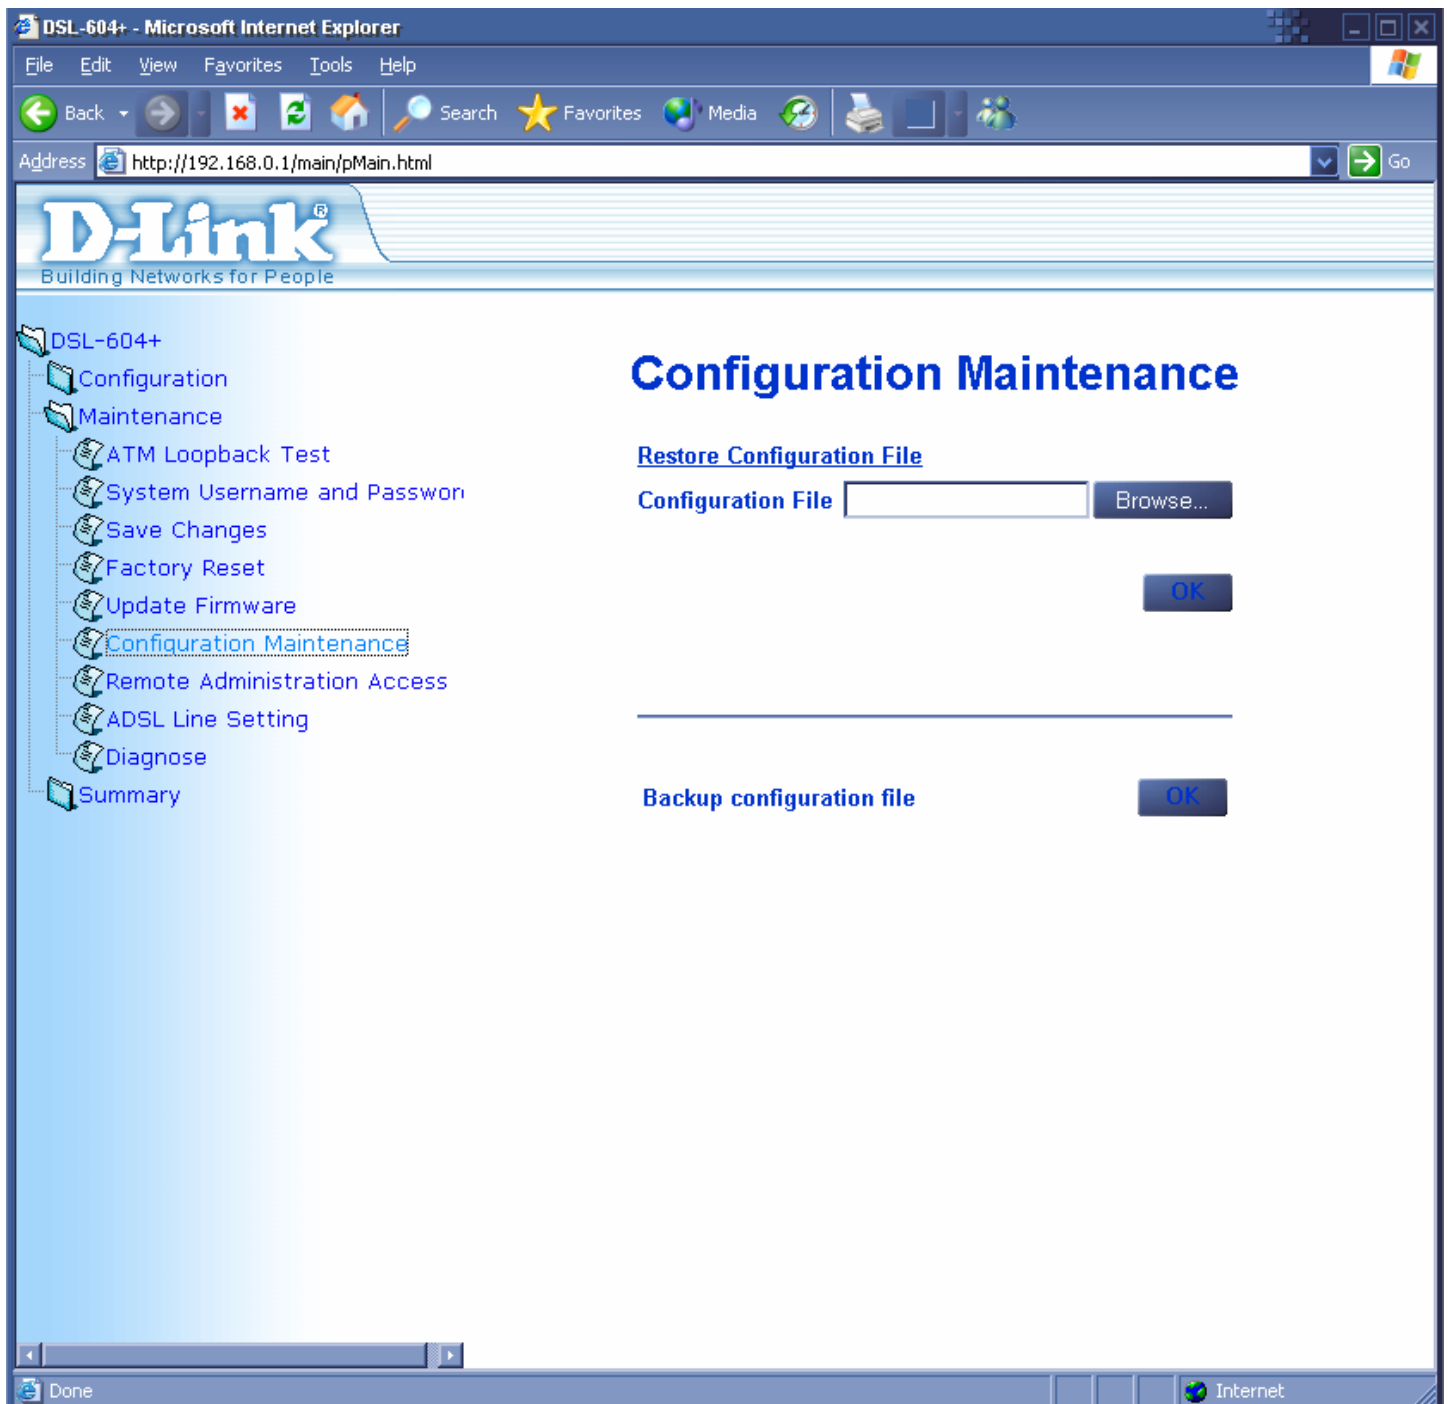 DSL-604+ - Microsoft Internet Explorer
File Edit View Favorites Tools Help
Back Search Favorites Media
Address http://192.168.0.1/main/pMain.html Go
D-Link®
Building Networks for People
DSL-604+
Configuration
Maintenance
ATM Loopback Test
System Username and Passwor
Save Changes
Factory Reset
Update Firmware
Configuration Maintenance
Remote Administration Access
ADSL Line Setting
Diagnose
Summary
Configuration Maintenance
Restore Configuration File
Configuration File Browse...
OK
Backup configuration file OK
Done Internet